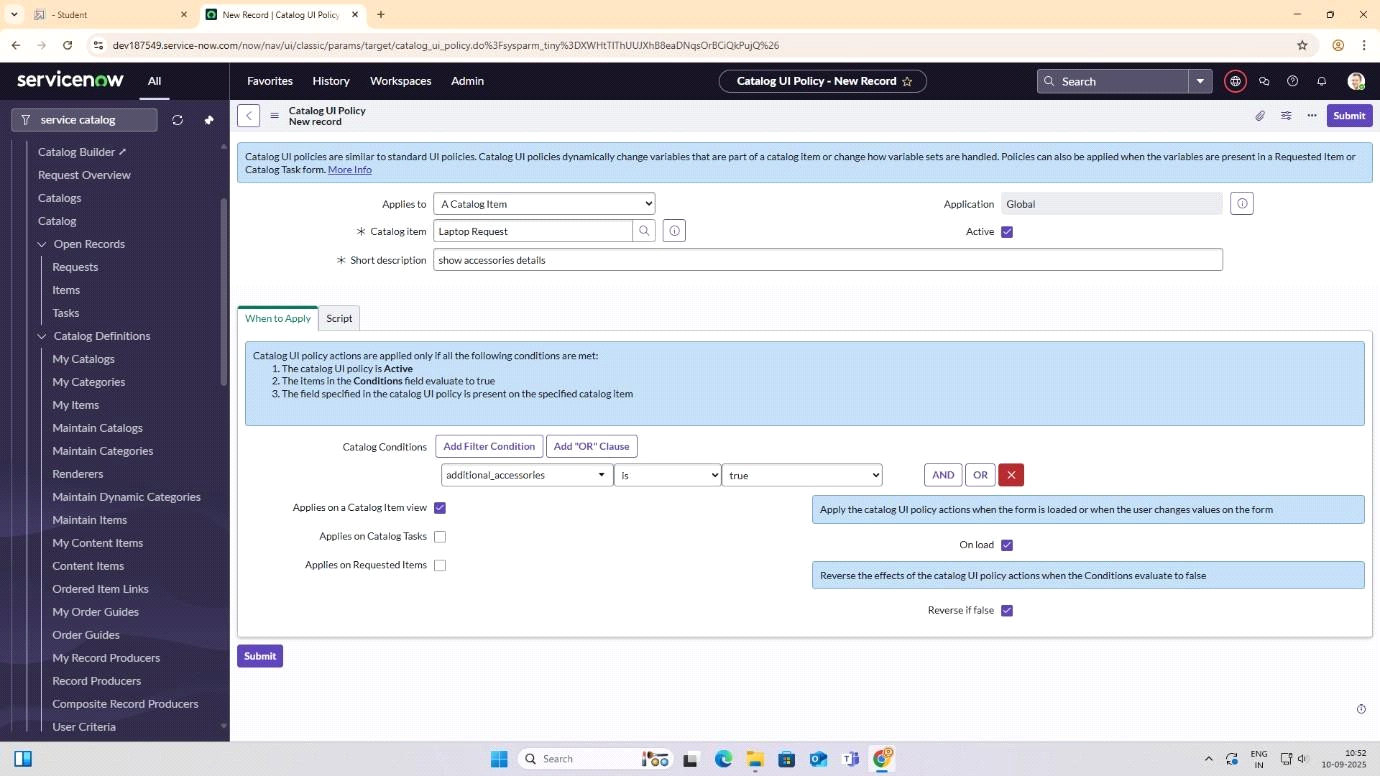 - Student
New Record | Catalog UI Policy
dev187549.service-now.com/now/nav/ui/classic/params/target/catalog_ui_policy.do%3Fsysparm_tiny%3DXWHtTIThUUJXhB8eaDNqsOrBCiQkPujQ%26
servicenow
All
Favorites
History
Workspaces
Admin
Catalog UI Policy - New Record
Search
service catalog
Catalog UI Policy
New record
Submit
Catalog Builder
Request Overview
Catalogs
Catalog
Open Records
Requests
Items
Tasks
Catalog Definitions
My Catalogs
My Categories
My Items
Maintain Catalogs
Maintain Categories
Renderers
Maintain Dynamic Categories
Maintain Items
My Content Items
Content Items
Ordered Item Links
My Order Guides
Order Guides
My Record Producers
Record Producers
Composite Record Producers
User Criteria
Catalog UI policies are similar to standard UI policies. Catalog UI policies dynamically change variables that are part of a catalog item or change how variable sets are handled. Policies can also be applied when the variables are present in a Requested Item or
Catalog Task form. More Info
Applies to
A Catalog Item
Application
Global
Catalog item
Laptop Request
Active
Short description
show accessories details
When to Apply
Script
Catalog UI policy actions are applied only if all the following conditions are met:
1. The catalog UI policy is Active
2. The items in the Conditions field evaluate to true
3. The field specified in the catalog UI policy is present on the specified catalog item
Catalog Conditions
Add Filter Condition
Add "OR" Clause
additional_accessories
is
true
AND
OR
Applies on a Catalog Item view
Applies on Catalog Tasks
Applies on Requested Items
Apply the catalog UI policy actions when the form is loaded or when the user changes values on the form
On load
Reverse the effects of the catalog UI policy actions when the Conditions evaluate to false
Reverse if false
Submit
Search
ENG
IN
10:52
10-09-2025